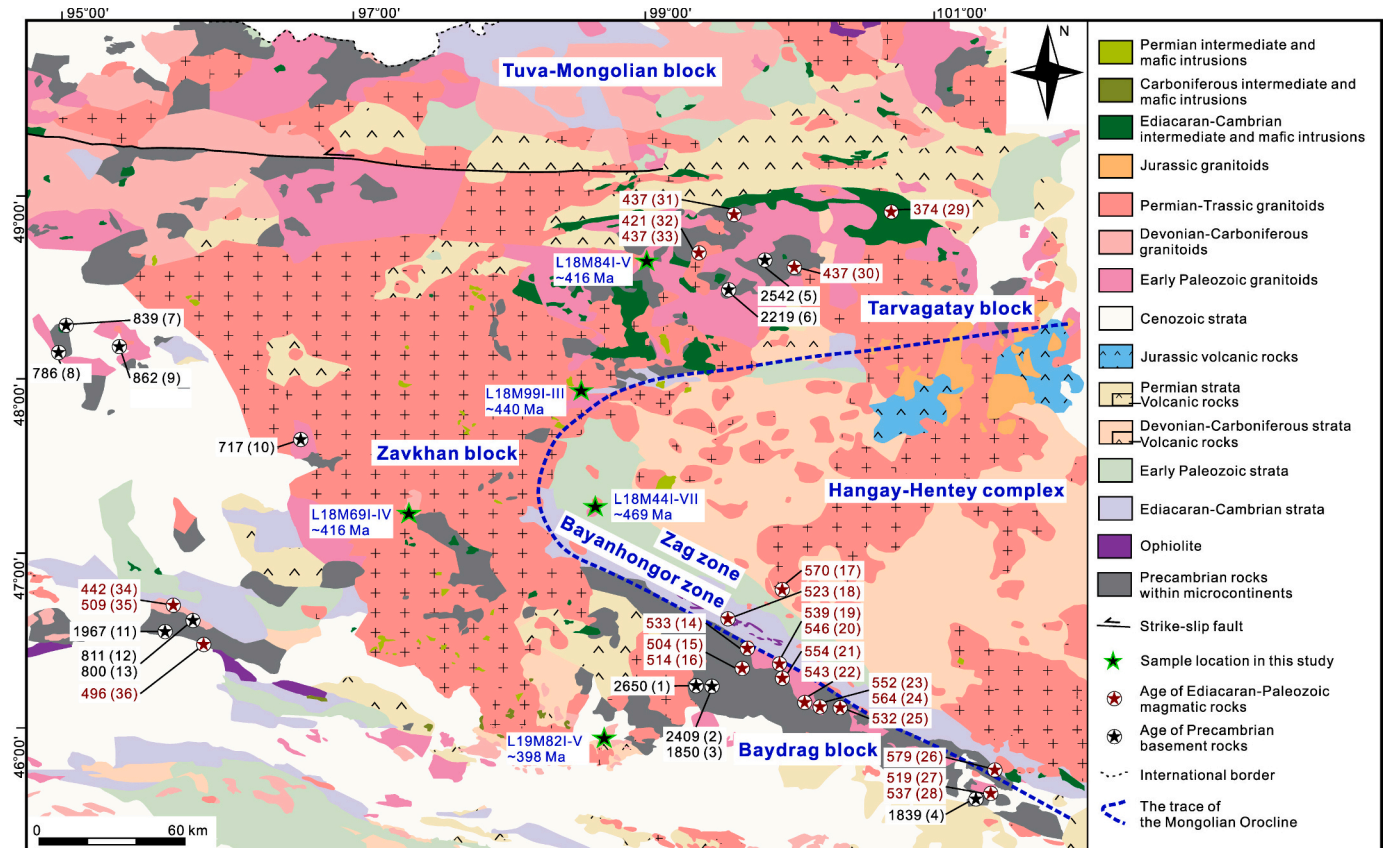 95°00′
97°00′
99°00′
101°00′
49°00′
48°00′
47°00′
46°00′
N
Tuva-Mongolian block
437 (31)
421 (32)
437 (33)
374 (29)
L18M84I-V
~416 Ma
437 (30)
2542 (5)
2219 (6)
Tarvagatay block
839 (7)
786 (8)
862 (9)
L18M99I-III
~440 Ma
717 (10)
Zavkhan block
Hangay-Hentey complex
L18M69I-IV
~416 Ma
L18M44I-VII
~469 Ma
Zag zone
Bayanhongor zone
442 (34)
509 (35)
1967 (11)
811 (12)
800 (13)
496 (36)
570 (17)
523 (18)
533 (14)
539 (19)
546 (20)
504 (15)
514 (16)
554 (21)
543 (22)
2650 (1)
552 (23)
564 (24)
532 (25)
2409 (2)
1850 (3)
L19M82I-V
~398 Ma
Baydrag block
579 (26)
519 (27)
537 (28)
1839 (4)
0 60 km
Permian intermediate and
mafic intrusions
Carboniferous intermediate and
mafic intrusions
Ediacaran-Cambrian
intermediate and mafic intrusions
Jurassic granitoids
Permian-Trassic granitoids
Devonian-Carboniferous
granitoids
Early Paleozoic granitoids
Cenozoic strata
Jurassic volcanic rocks
Permian strata
Volcanic rocks
Devonian-Carboniferous strata
Volcanic rocks
Early Paleozoic strata
Ediacaran-Cambrian strata
Ophiolite
Precambrian rocks
within microcontinents
Strike-slip fault
Sample location in this study
Age of Ediacaran-Paleozoic
magmatic rocks
Age of Precambrian
basement rocks
International border
The trace of
the Mongolian Orocline